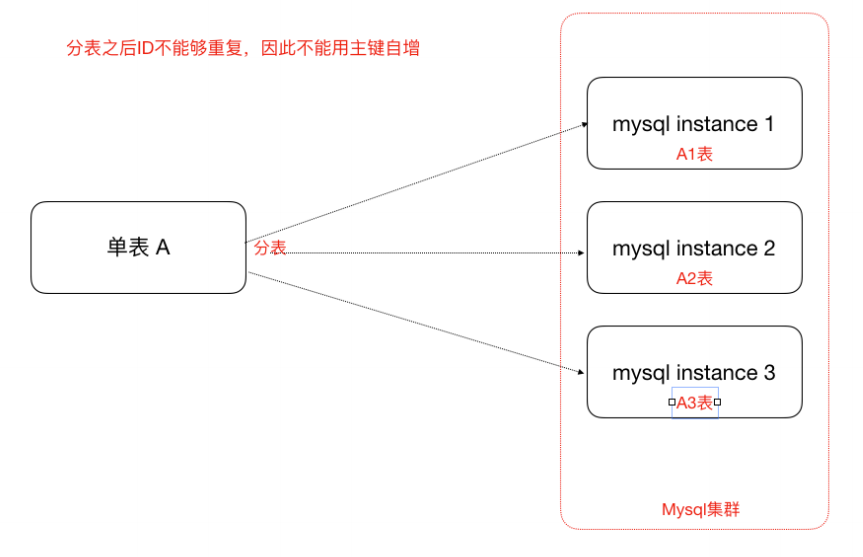 分表之后ID不能够重复，因此不能用主键自增
mysql instance 1
A1表
单表 A
分表
mysql instance 2
A2表
mysql instance 3
A3表
Mysql集群